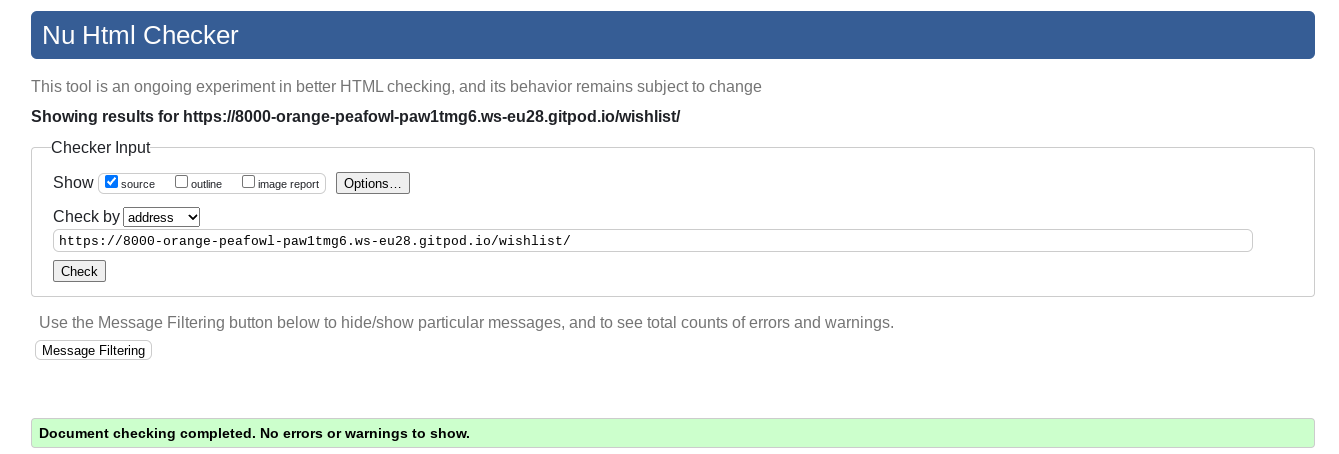 Nu Html Checker
This tool is an ongoing experiment in better HTML checking, and its behavior remains subject to change
Showing results for https://8000-orange-peafowl-paw1tmg6.ws-eu28.gitpod.io/wishlist/
Checker Input
Show source outline image report Options...
Check by address
https://8000-orange-peafowl-paw1tmg6.ws-eu28.gitpod.io/wishlist/
Check
Use the Message Filtering button below to hide/show particular messages, and to see total counts of errors and warnings.
Message Filtering
Document checking completed. No errors or warnings to show.